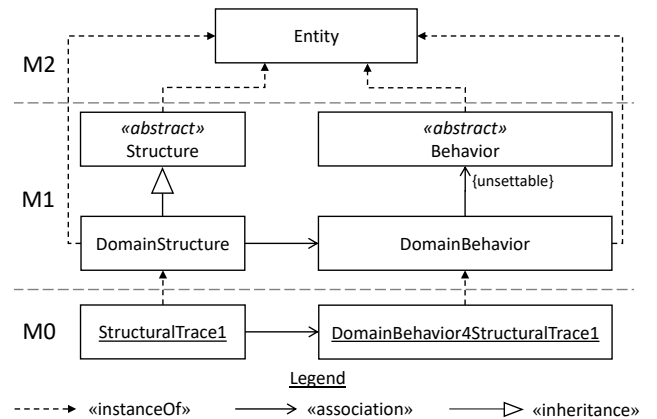 Entity
M2
«abstract»
Structure
«abstract»
Behavior
{unsettable}
M1
DomainStructure
DomainBehavior
M0
StructuralTrace1
DomainBehavior4StructuralTrace1
Legend
«instanceOf» «association» «inheritance»